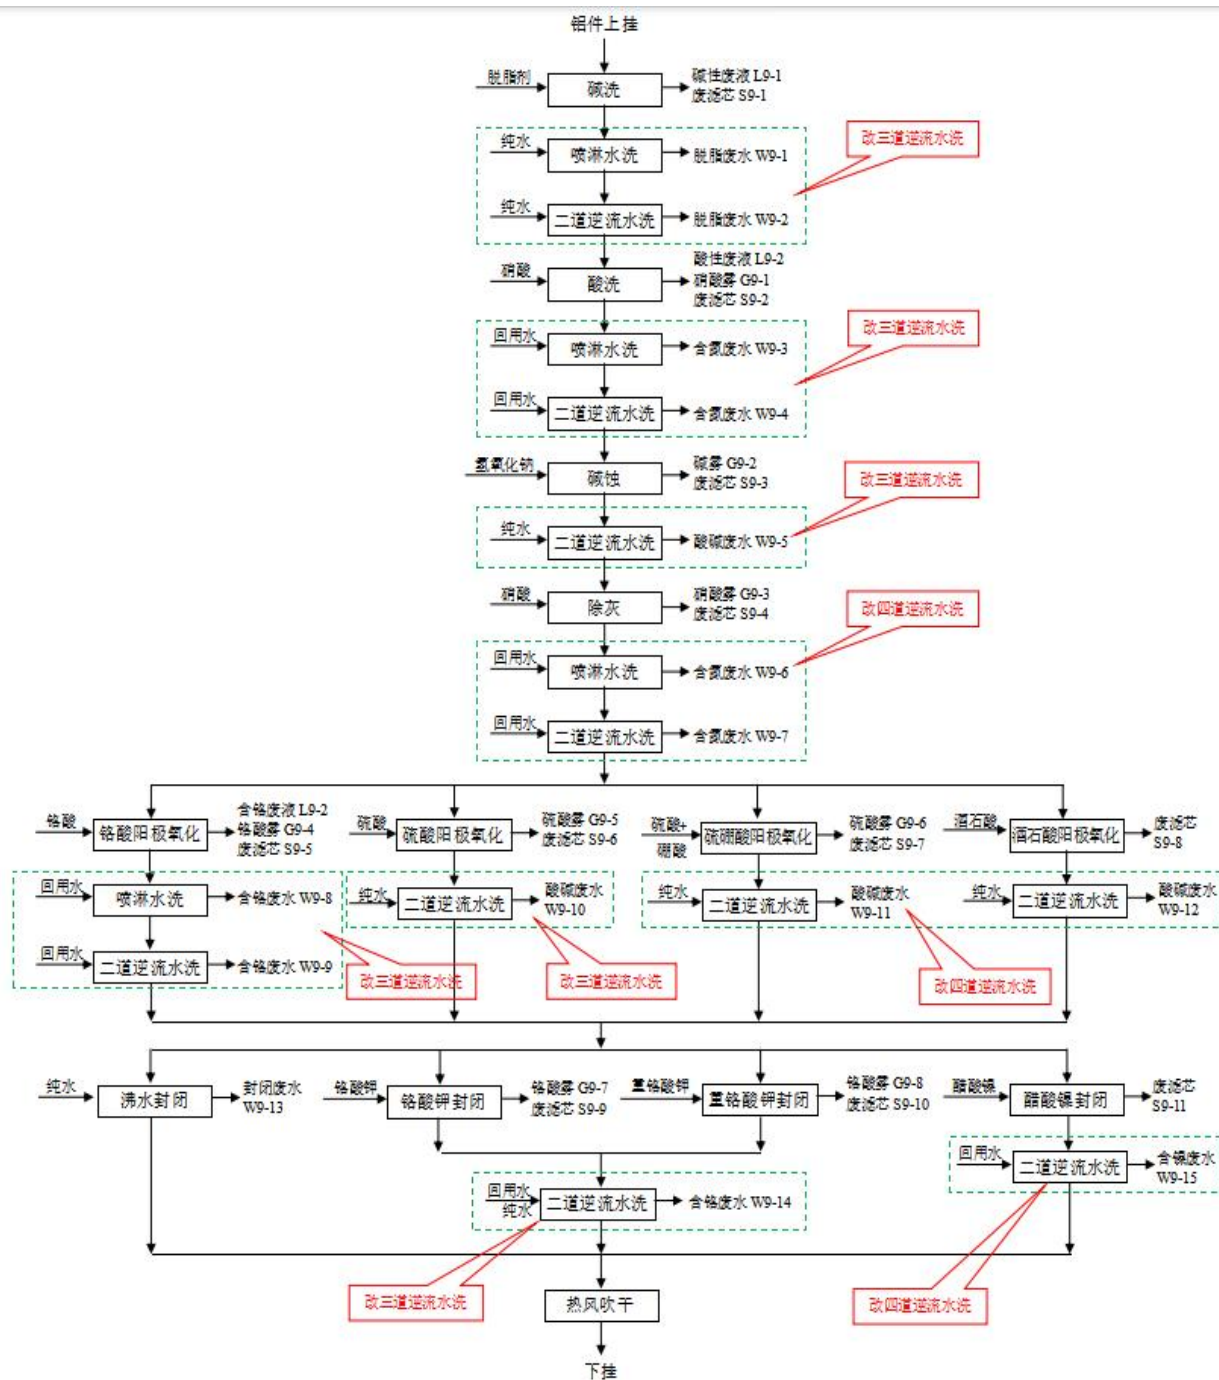 铝件上挂
脱脂剂
碱洗
碱性废液 L9-1
废滤芯 S9-1
纯水
喷淋水洗
脱脂废水 W9-1
改三道逆流水洗
纯水
二道逆流水洗
脱脂废水 W9-2
硝酸
酸洗
酸性废液 L9-2
硝酸雾 G9-1
废滤芯 S9-2
回用水
喷淋水洗
含氮废水 W9-3
改三道逆流水洗
回用水
二道逆流水洗
含氮废水 W9-4
氢氧化钠
碱蚀
碱雾 G9-2
废滤芯 S9-3
改三道逆流水洗
纯水
二道逆流水洗
酸碱废水 W9-5
硝酸
除灰
硝酸雾 G9-3
废滤芯 S9-4
改四道逆流水洗
回用水
喷淋水洗
含氮废水 W9-6
回用水
二道逆流水洗
含氮废水 W9-7
铬酸
铬酸阳极氧化
含铬废液 L9-2
铬酸雾 G9-4
废滤芯 S9-5
硫酸
硫酸阳极氧化
硫酸雾 G9-5
废滤芯 S9-6
硫酸+
硼酸
硫硼酸阳极氧化
硫酸雾 G9-6
废滤芯 S9-7
酒石酸
酒石酸阳极氧化
废滤芯
S9-8
回用水
喷淋水洗
含铬废水 W9-8
纯水
二道逆流水洗
酸碱废水
W9-10
纯水
二道逆流水洗
酸碱废水
W9-11
纯水
二道逆流水洗
酸碱废水
W9-12
回用水
二道逆流水洗
含铬废水 W9-9
改三道逆流水洗
改三道逆流水洗
改四道逆流水洗
纯水
沸水封闭
封闭废水
W9-13
铬酸钾
铬酸钾封闭
铬酸雾 G9-7
废滤芯 S9-9
重铬酸钾
重铬酸钾封闭
铬酸雾 G9-8
废滤芯 S9-10
醋酸镍
醋酸镍封闭
废滤芯
S9-11
回用水
二道逆流水洗
含镍废水
W9-15
回用水
纯水
二道逆流水洗
含铬废水 W9-14
改三道逆流水洗
热风吹干
改四道逆流水洗
下挂